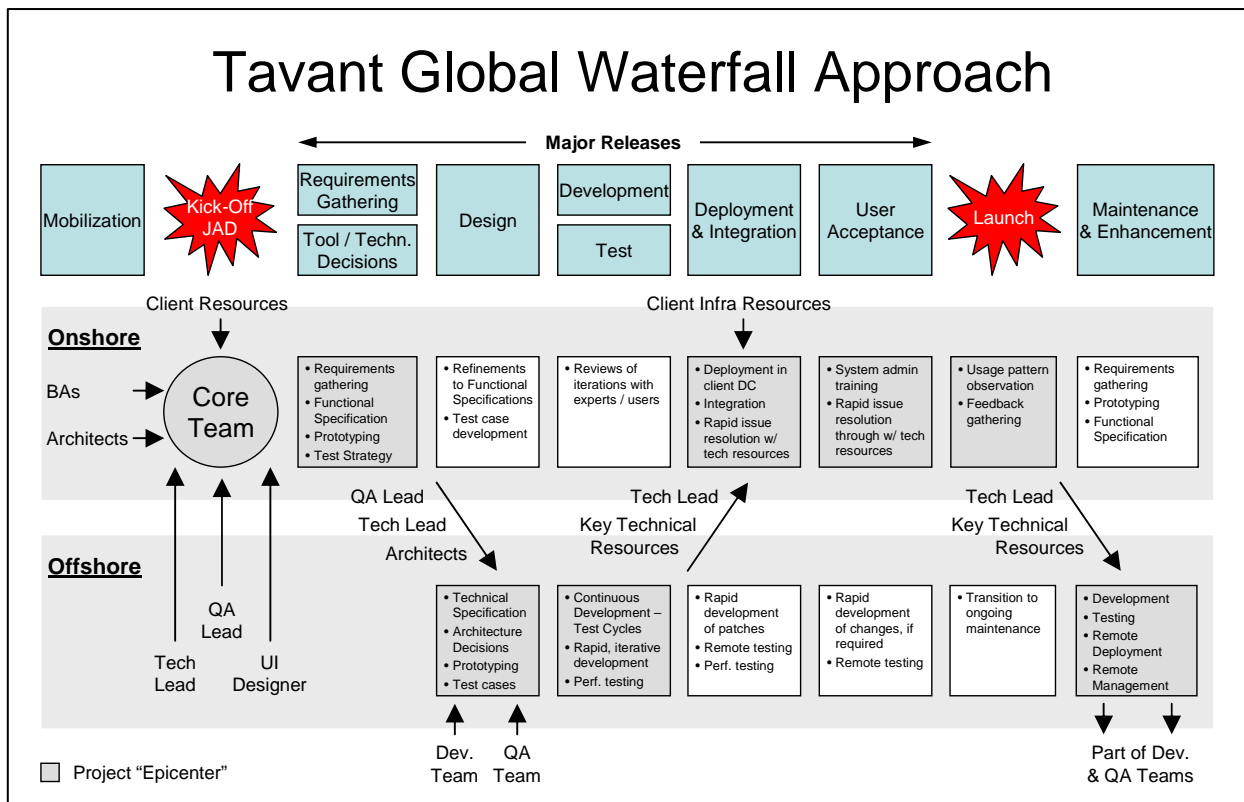 Tavant Global Waterfall Approach
Major Releases
Mobilization
Kick-Off
JAD
Requirements
Gathering
Tool / Techn.
Decisions
Design
Development
Test
Deployment
& Integration
User
Acceptance
Launch
Maintenance
& Enhancement
Client Resources
Client Infra Resources
Onshore
BAs
Architects
Core
Team
• Requirements
gathering
• Functional
Specification
• Prototyping
• Test Strategy
• Refinements
to Functional
Specifications
• Test case
development
• Reviews of
iterations with
experts / users
• Deployment in
client DC
• Integration
• Rapid issue
resolution w/
tech resources
• System admin
training
• Rapid issue
resolution
through w/ tech
resources
• Usage pattern
observation
• Feedback
gathering
• Requirements
gathering
• Prototyping
• Functional
Specification
QA Lead
Tech Lead
Architects
Tech Lead
Key Technical
Resources
Tech Lead
Key Technical
Resources
Offshore
QA
Lead
Tech
Lead
UI
Designer
• Technical
Specification
• Architecture
Decisions
• Prototyping
• Test cases
• Continuous
Development –
Test Cycles
• Rapid, iterative
development
• Perf. testing
• Rapid
development
of patches
• Remote testing
• Perf. testing
• Rapid
development
of changes, if
required
• Remote testing
• Transition to
ongoing
maintenance
• Development
• Testing
• Remote
Deployment
• Remote
Management
Dev.
Team
QA
Team
Part of Dev.
& QA Teams
Project “Epicenter”